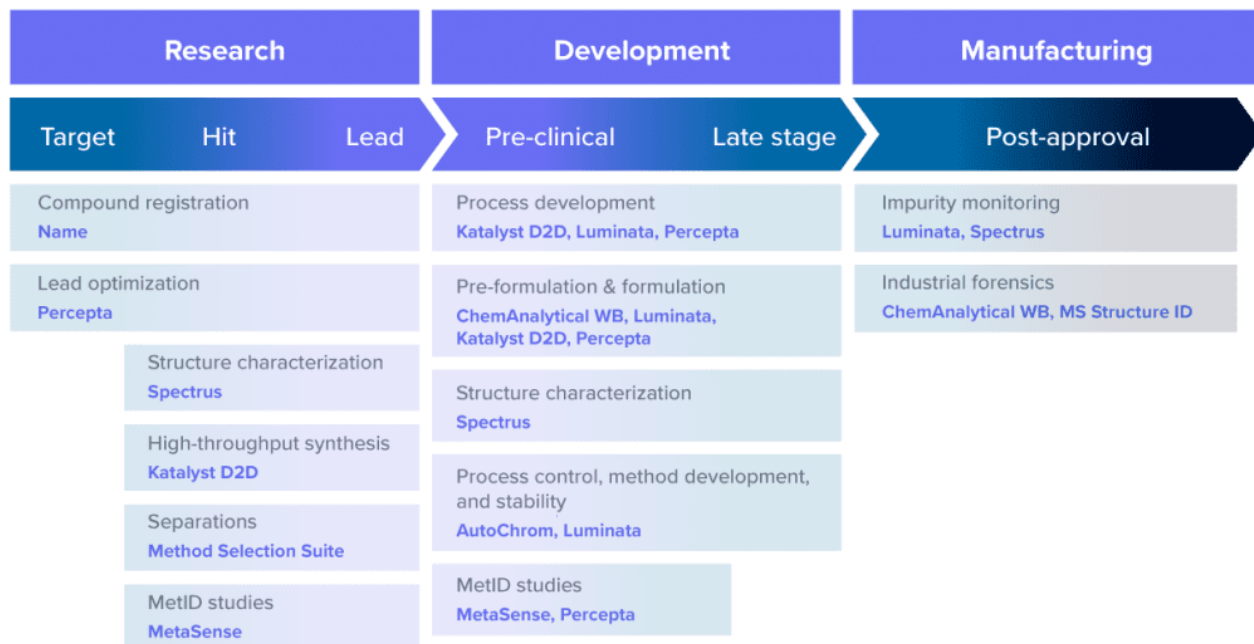 Research
Development
Manufacturing
Target
Hit
Lead
Pre-clinical
Late stage
Post-approval
Compound registration
Name
Lead optimization
Percepta
Structure characterization
Spectrus
High-throughput synthesis
Katalyst D2D
Separations
Method Selection Suite
MetID studies
MetaSense
Process development
Katalyst D2D, Luminata, Percepta
Pre-formulation & formulation
ChemAnalytical WB, Luminata,
Katalyst D2D, Percepta
Structure characterization
Spectrus
Process control, method development,
and stability
AutoChrom, Luminata
MetID studies
MetaSense, Percepta
Impurity monitoring
Luminata, Spectrus
Industrial forensics
ChemAnalytical WB, MS Structure ID